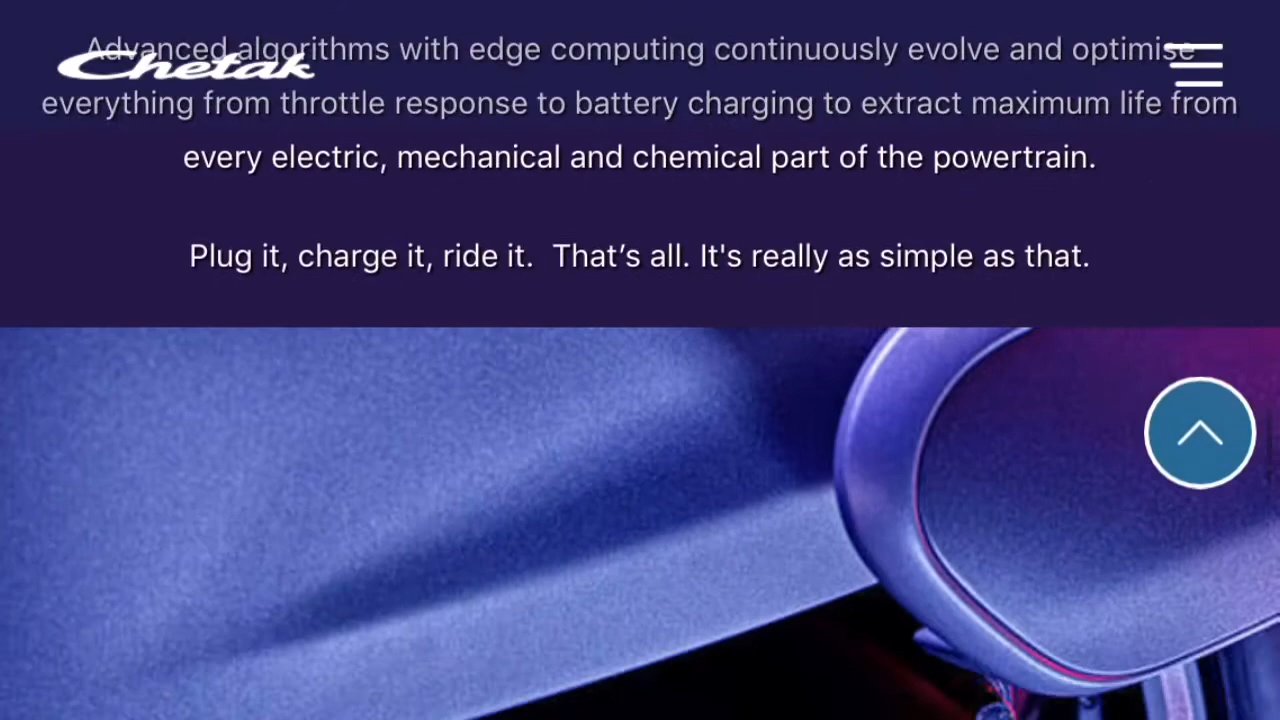 Chetak
Advanced algorithms with edge computing continuously evolve and optimise
everything from throttle response to battery charging to extract maximum life from
every electric, mechanical and chemical part of the powertrain.
Plug it, charge it, ride it.  That’s all. It's really as simple as that.